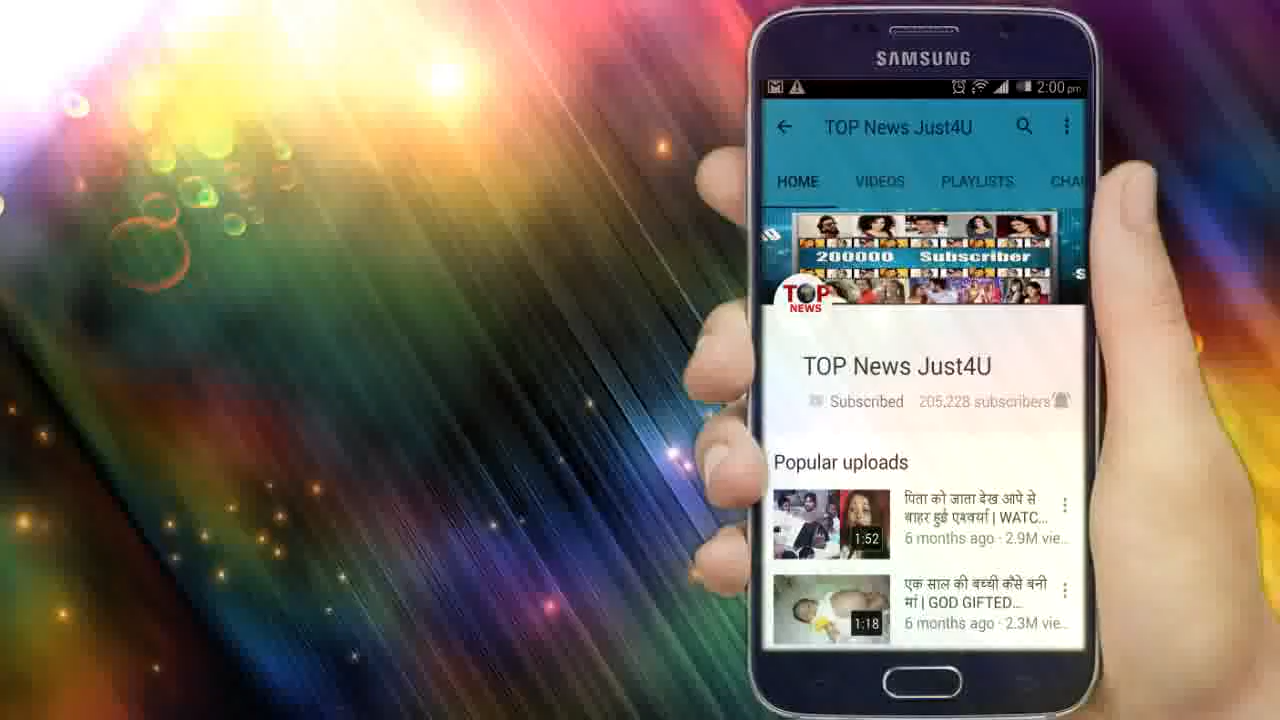 SAMSUNG
2:00 pm
TOP News Just4U
HOME VIDEOS PLAYLISTS CHA
200000 Subscriber
TOP
NEWS
TOP News Just4U
Subscribed 205,228 subscribers
Popular uploads
पिता को जाता देख आपे से
बाहर हुई एश्वर्या | WATC...
6 months ago · 2.9M vie...
1:52
एक साल की बच्ची कैसे बनी
मां | GOD GIFTED...
6 months ago · 2.3M vie...
1:18